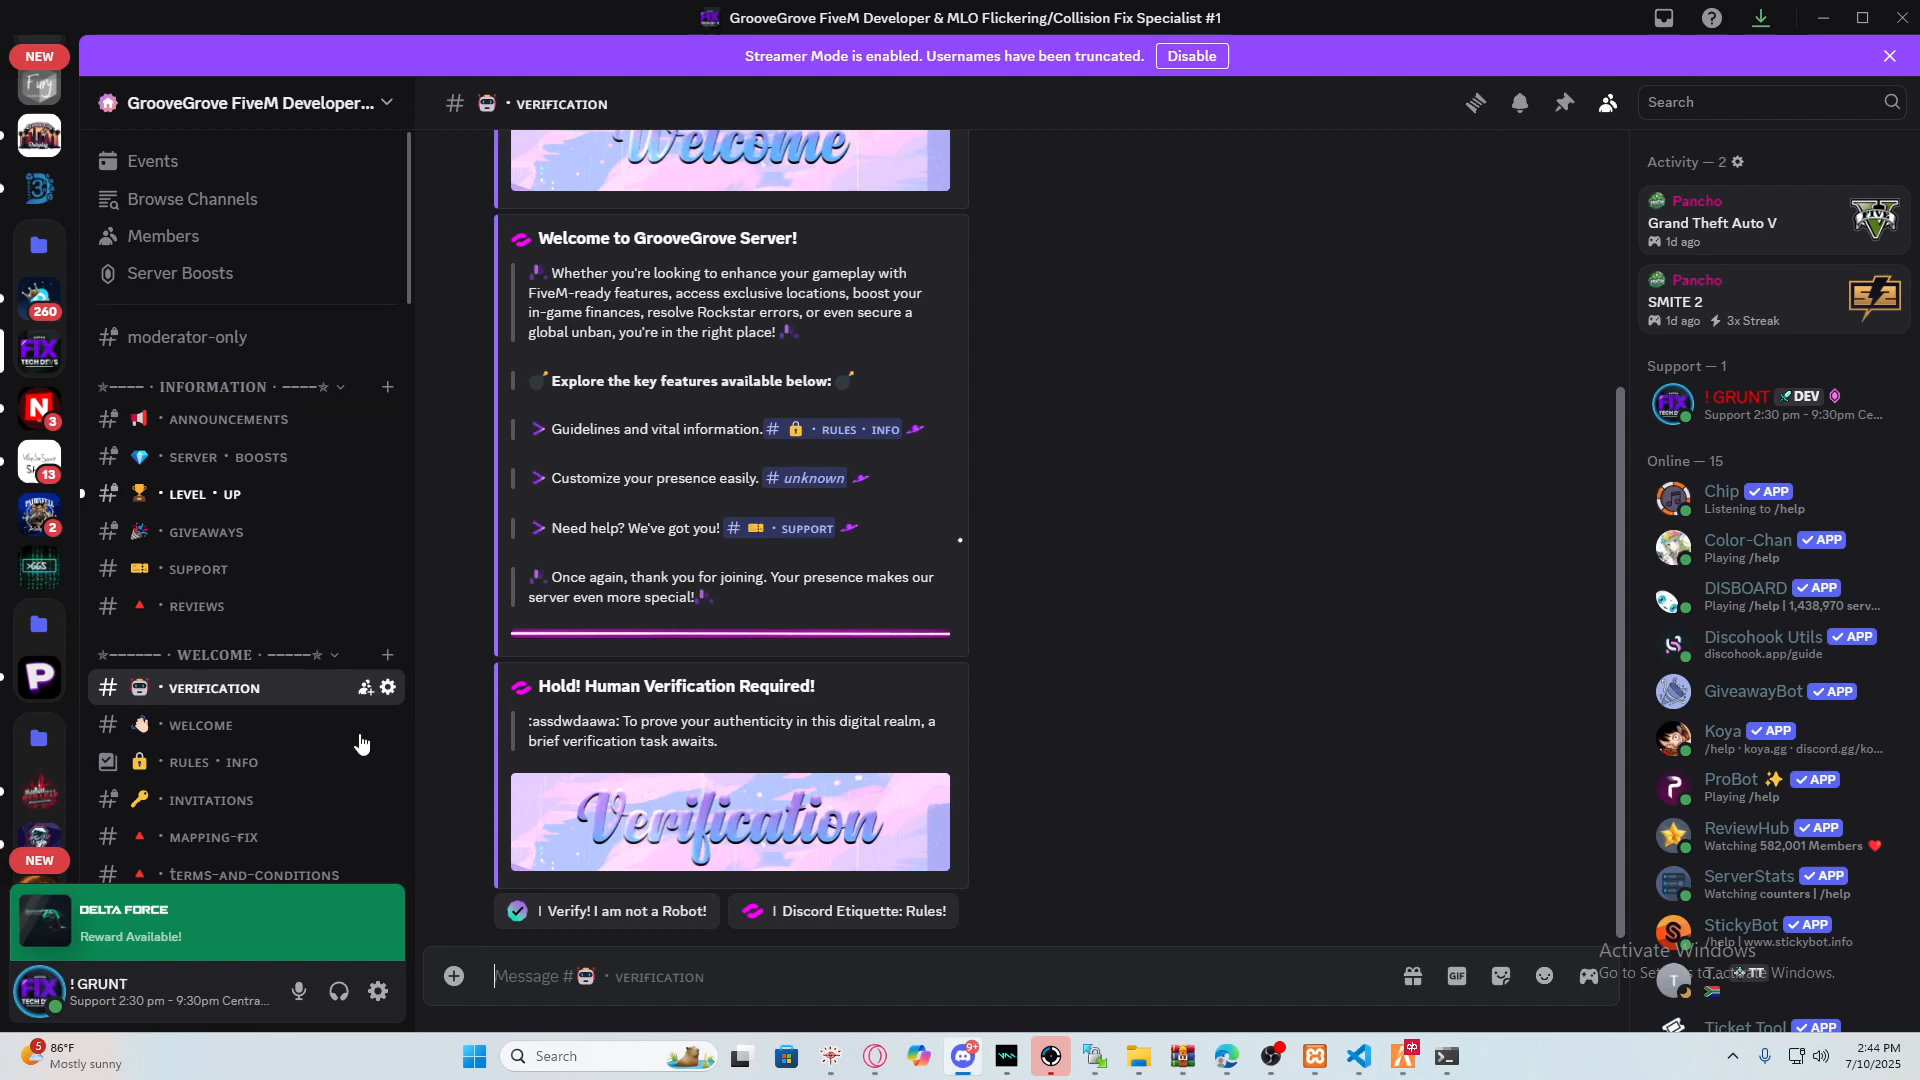 GrooveGrove FiveM Developer & MLO Flickering/Collision Fix Specialist #1
NEW
Streamer Mode is enabled. Usernames have been truncated.
Disable
GrooveGrove FiveM Developer...
Events
Browse Channels
Members
Server Boosts
moderator-only
INFORMATION
ANNOUNCEMENTS
SERVER • BOOSTS
LEVEL • UP
GIVEAWAYS
SUPPORT
REVIEWS
WELCOME
VERIFICATION
WELCOME
RULES • INFO
INVITATIONS
MAPPING-FIX
TERMS-AND-CONDITIONS
Fury
260
FIX
TECH DEVS
3
13
2
NEW
DELTA FORCE
Reward Available!
! GRUNT
Support 2:30 pm - 9:30pm Centra...
# • VERIFICATION
Search
Welcome
Welcome to GrooveGrove Server!
Whether you're looking to enhance your gameplay with
FiveM-ready features, access exclusive locations, boost your
in-game finances, resolve Rockstar errors, or even secure a
global unban, you're in the right place!
Explore the key features available below:
Guidelines and vital information. # • RULES • INFO
Customize your presence easily. # unknown
Need help? We've got you! # • SUPPORT
Once again, thank you for joining. Your presence makes our
server even more special!
Hold! Human Verification Required!
:assdwdaawa: To prove your authenticity in this digital realm, a
brief verification task awaits.
Verification
I Verify! I am not a Robot!
I Discord Etiquette: Rules!
Message # • VERIFICATION
GIF
Activity — 2
Pancho
Grand Theft Auto V
1d ago
Pancho
SMITE 2
1d ago 3x Streak
Support — 1
! GRUNT DEV
Support 2:30 pm - 9:30pm Ce...
Online — 15
Chip APP
Listening to /help
Color-Chan APP
Playing /help
DISBOARD APP
Playing /help | 1,438,970 serv...
Discohook Utils APP
discohook.app/guide
GiveawayBot APP
Koya APP
/help · koya.gg · discord.gg/ko...
ProBot APP
Playing /help
ReviewHub APP
Watching 582,001 Members
ServerStats APP
Watching counters | /help
StickyBot APP
/help | www.stickybot.info
T... TT
Ticket Tool APP
Activate Windows
Go to Settings to activate Windows.
5
86°F
Mostly sunny
Search
9+
2:44 PM
7/10/2025